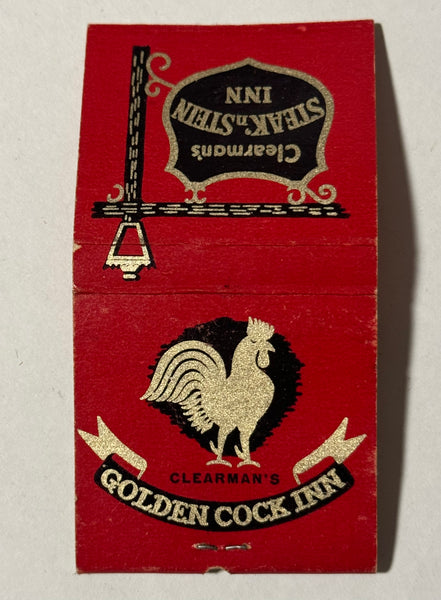 Clearman's
STEAK'n STEIN
INN
CLEARMAN'S
GOLDEN COCK INN